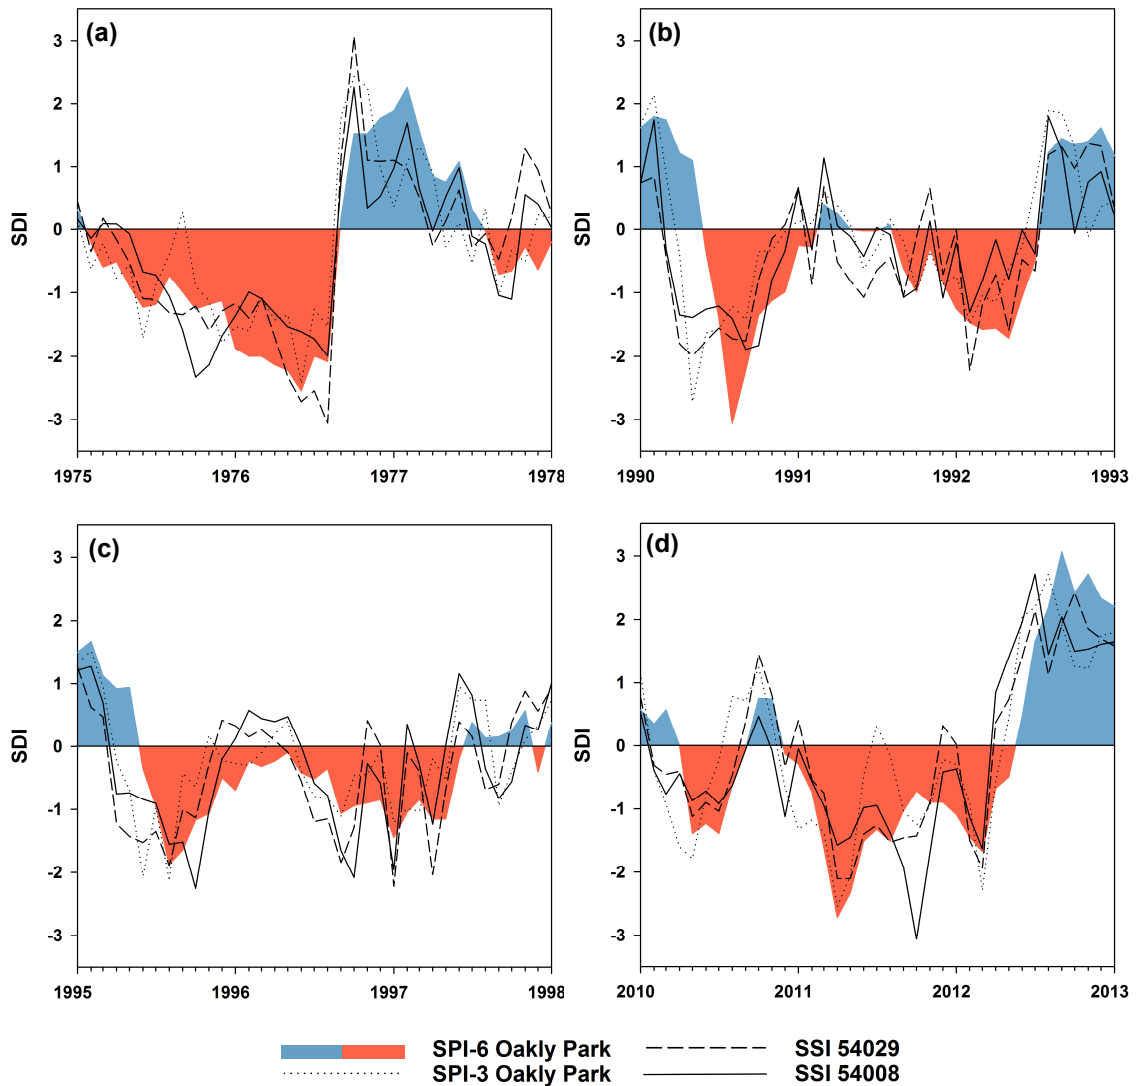 (a)
3
2
1
0
-1
-2
-3
SDI
1975 1976 1977 1978
(b)
3
2
1
0
-1
-2
-3
SDI
1990 1991 1992 1993
(c)
3
2
1
0
-1
-2
-3
SDI
1995 1996 1997 1998
(d)
3
2
1
0
-1
-2
-3
SDI
2010 2011 2012 2013
SPI-6 Oakly Park SSI 54029
SPI-3 Oakly Park SSI 54008